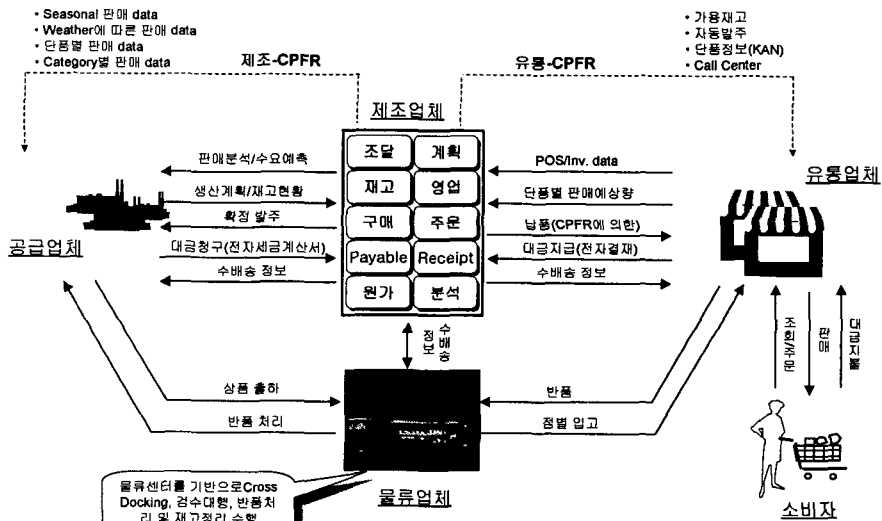 • Seasonal 판매 data
• Weather에 따른 판매 data
• 단품별 판매 data
• Category별 판매 data
제조-CPFR
유통-CPFR
• 가용재고
• 자동발주
• 단품정보(KAN)
• Call Center
제조업체
조달
계획
재고
영업
구매
주문
Payable
Receipt
원가
분석
판매분석/수요예측
생산계획/재고현황
확정 발주
대금청구(전자세금계산서)
수배송 정보
공급업체
POS/Inv. data
단품별 판매예상량
납품(CPFR에 의한)
대금지급(전자결재)
수배송 정보
유통업체
수배송
정보
조회/주문
판매
대금지불
상품 출하
반품 처리
반품
점별 입고
물류업체
소비자
물류센터를 기반으로Cross
Docking, 검수대행, 반품처
리 및 재고정리 수행